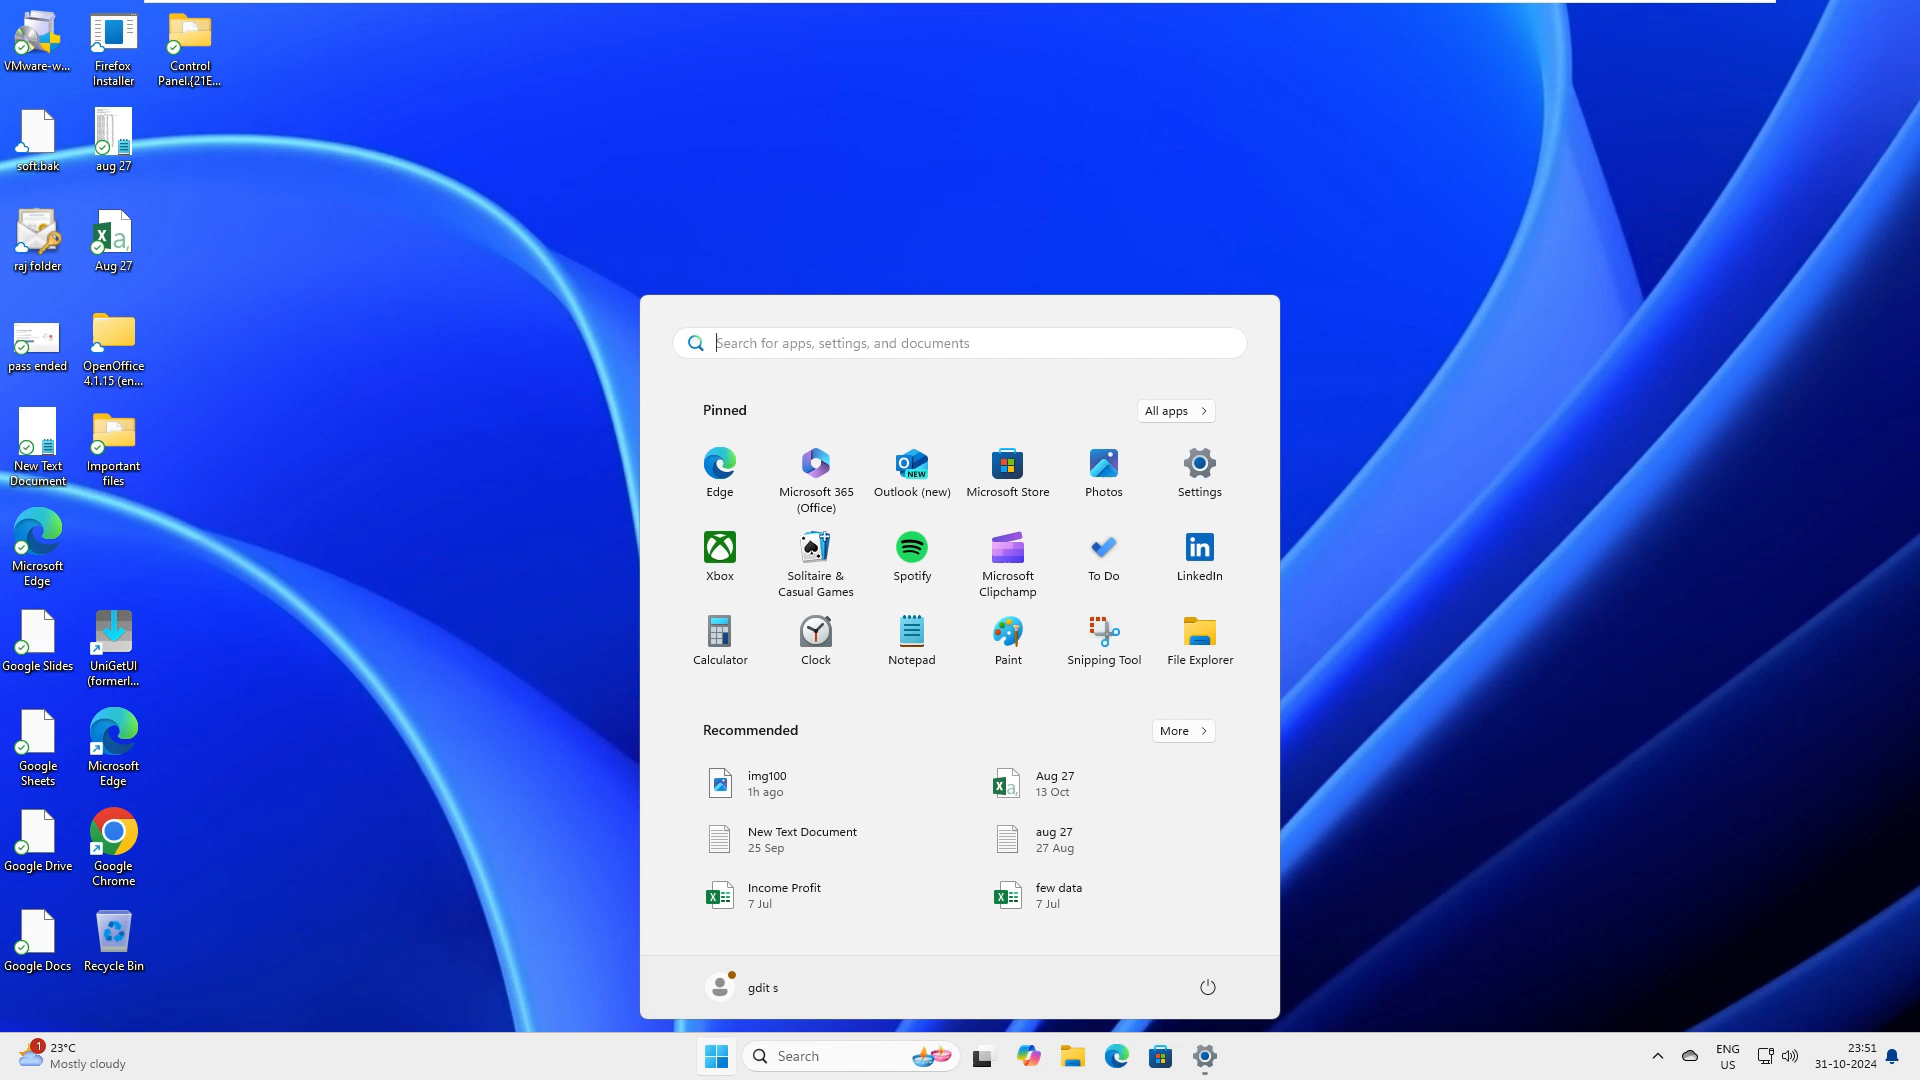 VMware-w...
Firefox
Installer
Control
Panel.{21E...
soft.bak
aug 27
raj folder
Aug 27
pass ended
OpenOffice
4.1.15 (en...
New Text
Document
Important
files
Microsoft
Edge
Google Slides
UniGetUI
(formerl...
Google
Sheets
Microsoft
Edge
Google Drive
Google
Chrome
Google Docs
Recycle Bin
Search for apps, settings, and documents
Pinned
All apps
Edge
Microsoft 365
(Office)
Outlook (new)
Microsoft Store
Photos
Settings
Xbox
Solitaire &
Casual Games
Spotify
Microsoft
Clipchamp
To Do
LinkedIn
Calculator
Clock
Notepad
Paint
Snipping Tool
File Explorer
Recommended
More
img100
1h ago
Aug 27
13 Oct
New Text Document
25 Sep
aug 27
27 Aug
Income Profit
7 Jul
few data
7 Jul
gdit s
1
23°C
Mostly cloudy
Search
ENG
US
23:51
31-10-2024